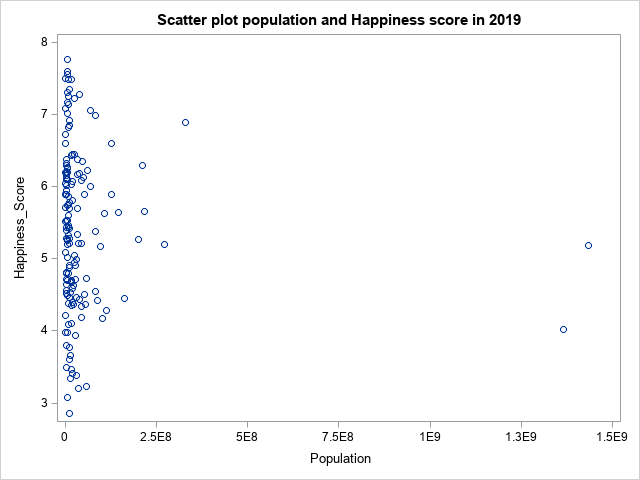 Scatter plot population and Happiness score in 2019
8
7
6
5
4
3
Happiness_Score
0
2.5E8
5E8
7.5E8
1E9
1.3E9
1.5E9
Population